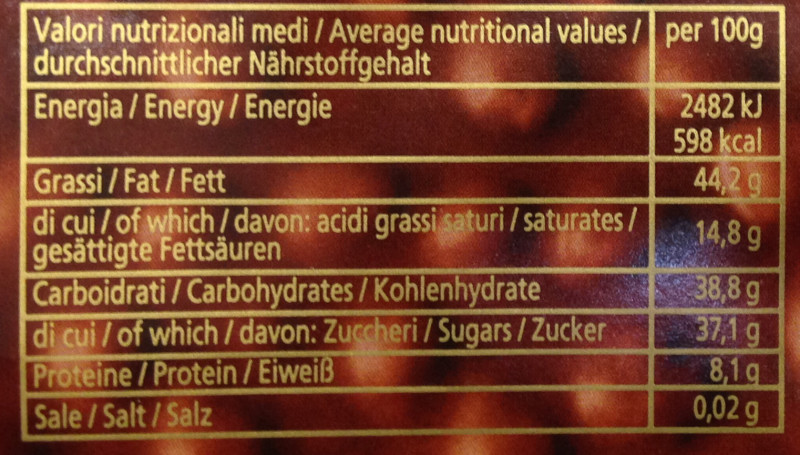 Valori nutrizionali medi / Average nutritional values / per 100g
durchschnittlicher Nährstoffgehalt
Energia / Energy / Energie 2482 kJ
598 kcal
Grassi / Fat / Fett 44,2 g
di cui / of which / davon: acidi grassi saturi / saturates / 14,8 g
gesättigte Fettsäuren
Carboidrati / Carbohydrates / Kohlenhydrate 38,8 g
di cui / of which / davon: Zuccheri / Sugars / Zucker 37,1 g
Proteine / Protein / Eiweiß 8,1 g
Sale / Salt / Salz 0,02 g